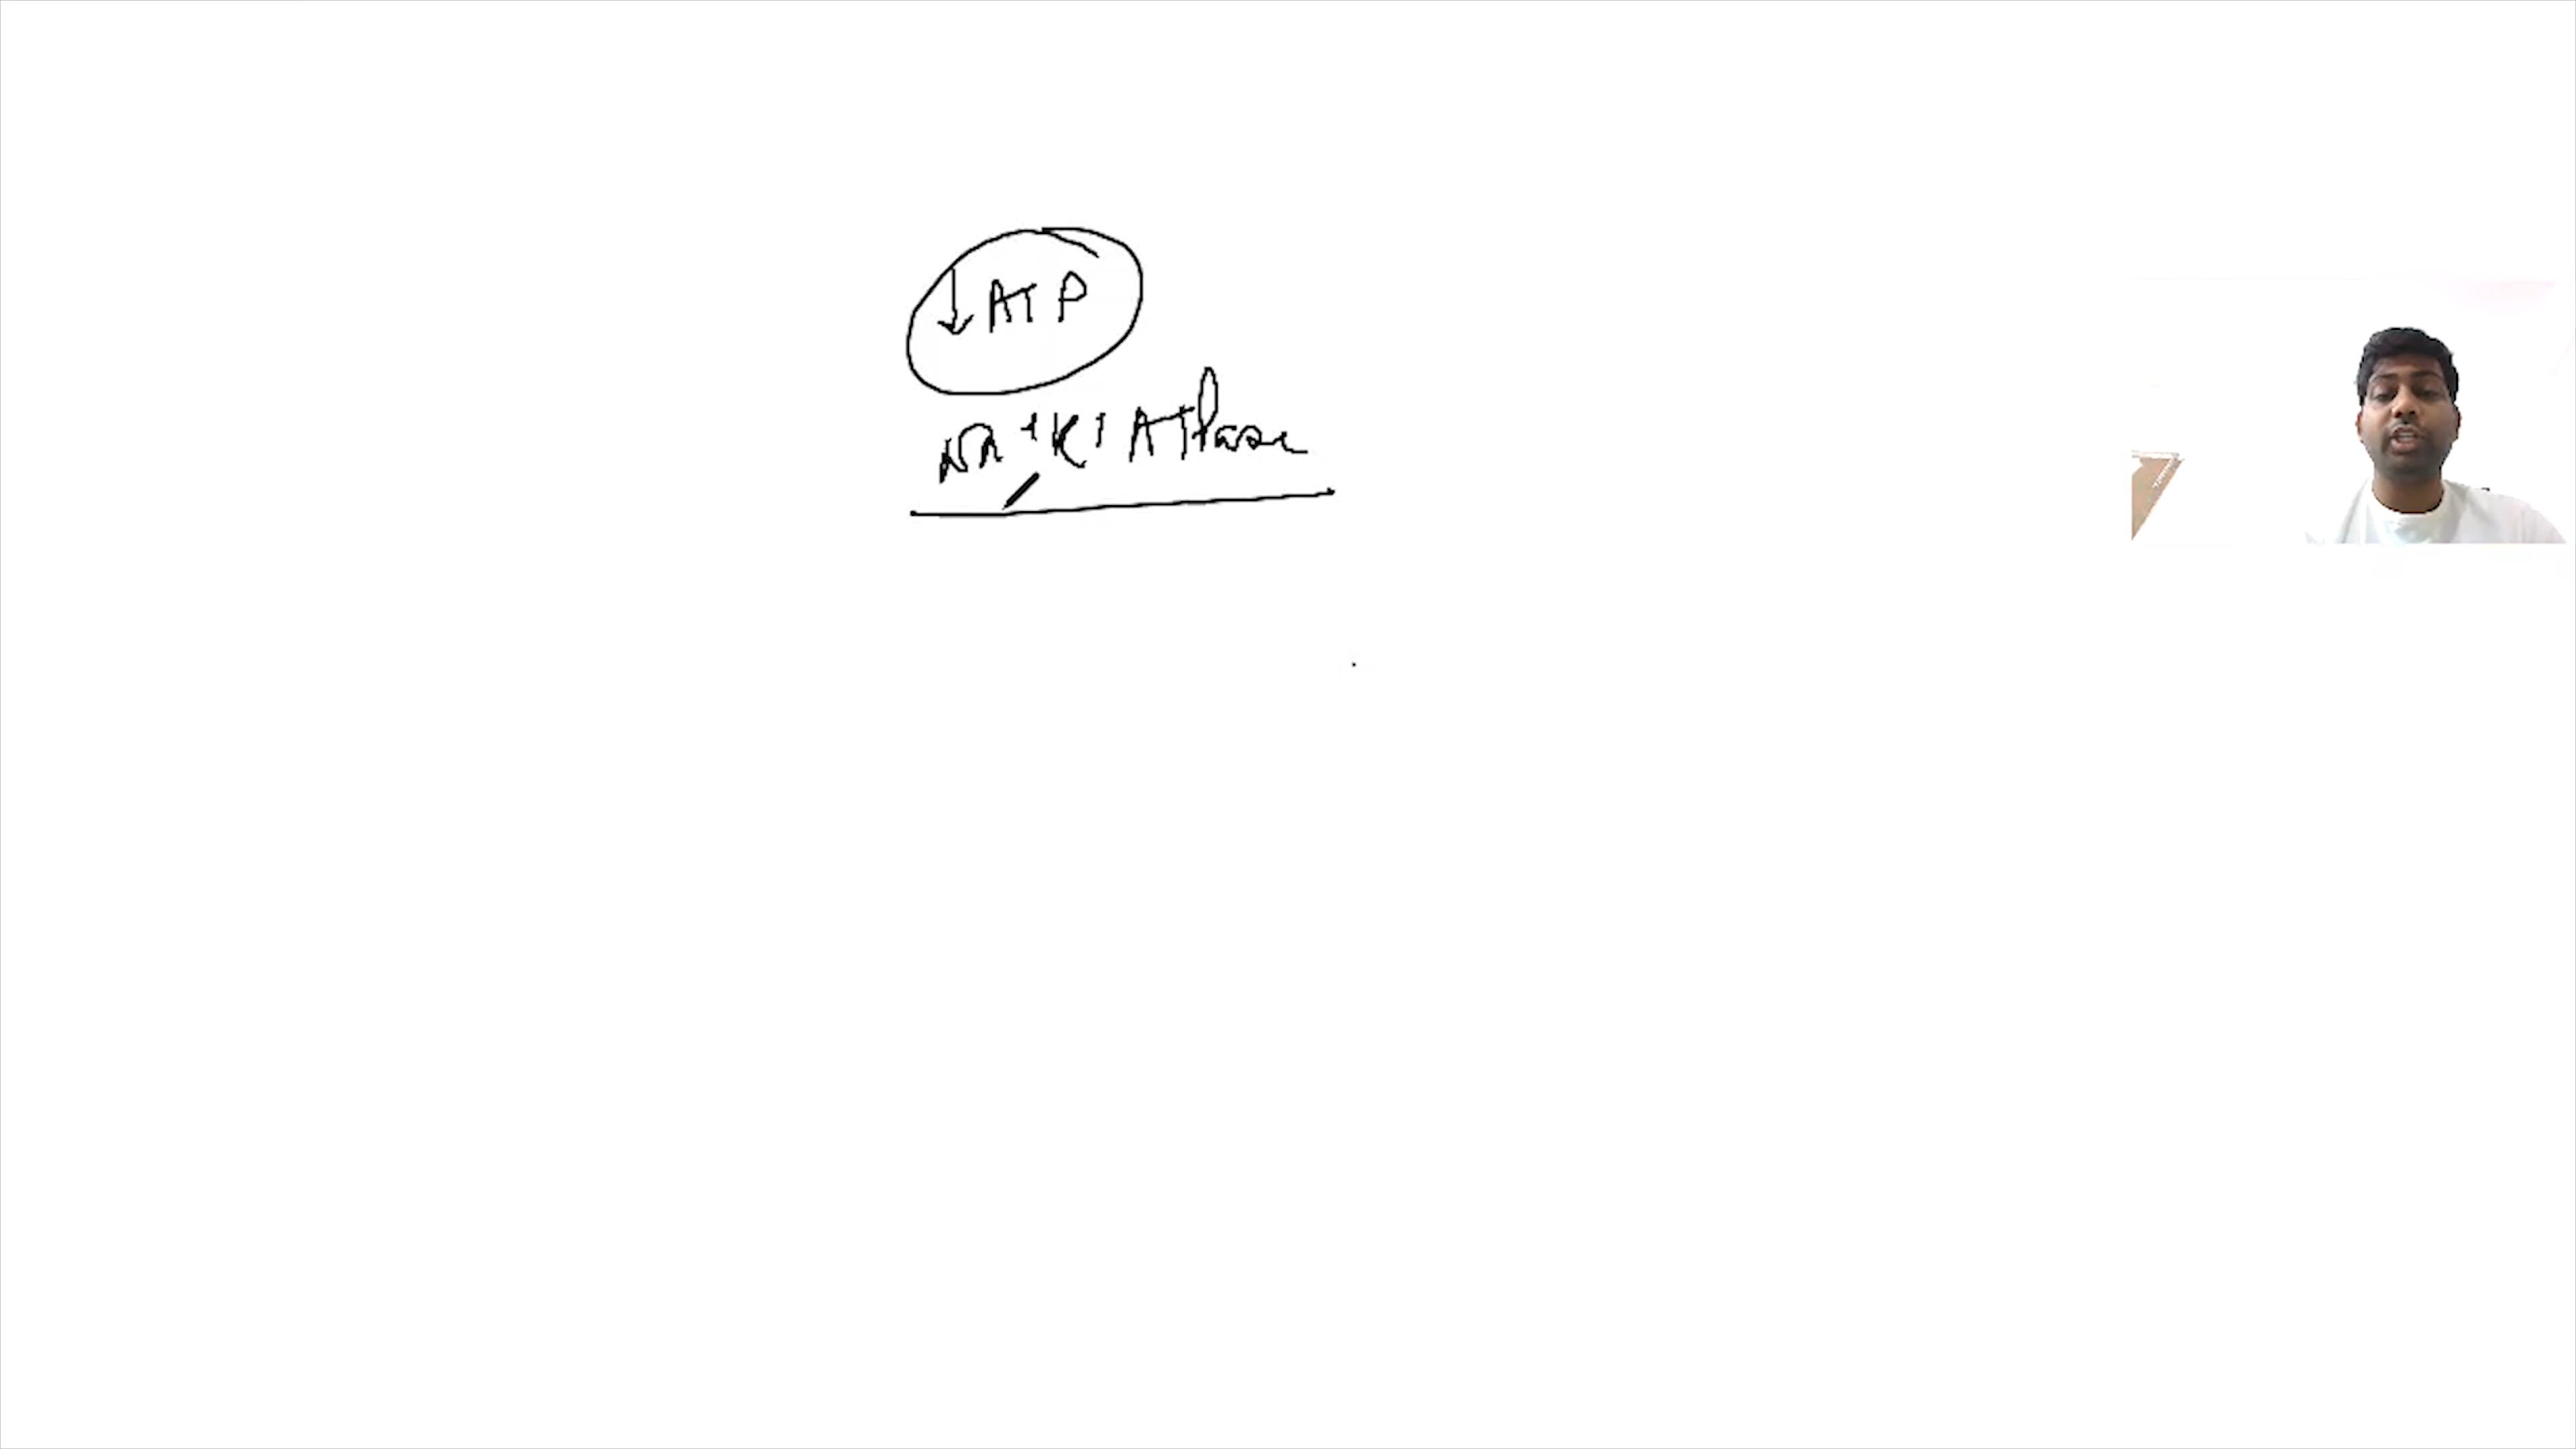 ↓ ATP
Na+ K+ ATPase